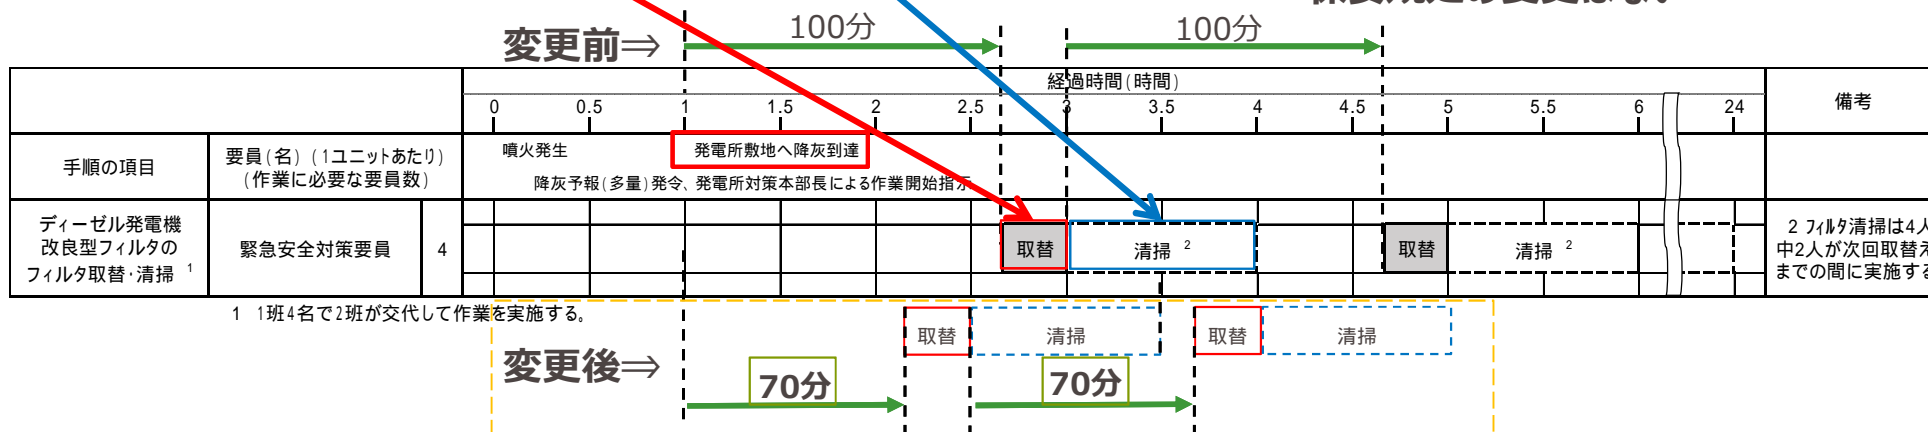 100分
100分
変更前⇒
経過時間(時間)
0 0.5 1 1.5 2 2.5 3 3.5 4 4.5 5 5.5 6 24
備考
手順の項目
要員(名)(1ユニットあたり)
(作業に必要な要員数)
噴火発生
発電所敷地へ降灰到達
降灰予報(多量)発令、発電所対策本部長による作業開始指示
ディーゼル発電機
改良型フィルタの
フィルタ取替・清掃 1
緊急安全対策要員
4
取替
清掃 2
取替
清掃 2
2 フィルタ清掃は4人
中2人が次回取替え
までの間に実施する
1 1班4名で2班が交代して作業を実施する。
取替
清掃
取替
清掃
変更後⇒
70分
70分